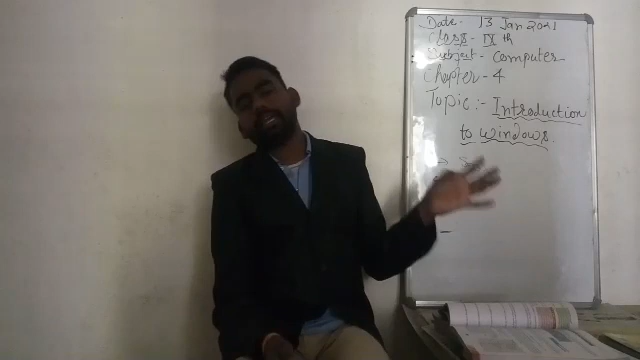 Date - 13 Jan 2021
Class - IX th
Subject - Computer
Chapter - 4
Topic :- Introduction
to windows